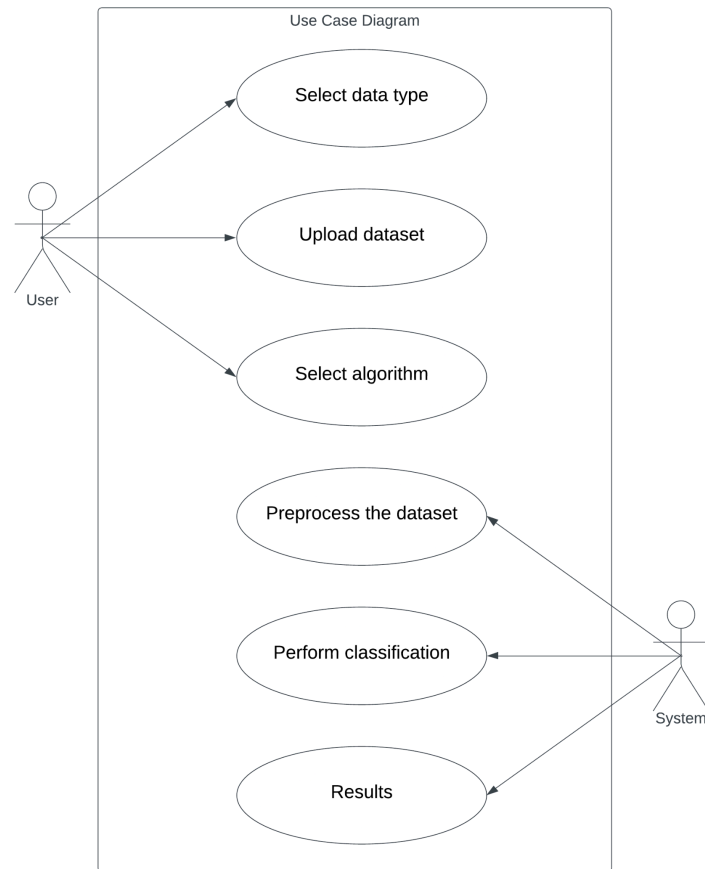 Use Case Diagram
Select data type
Upload dataset
User
Select algorithm
Preprocess the dataset
Perform classification
System
Results